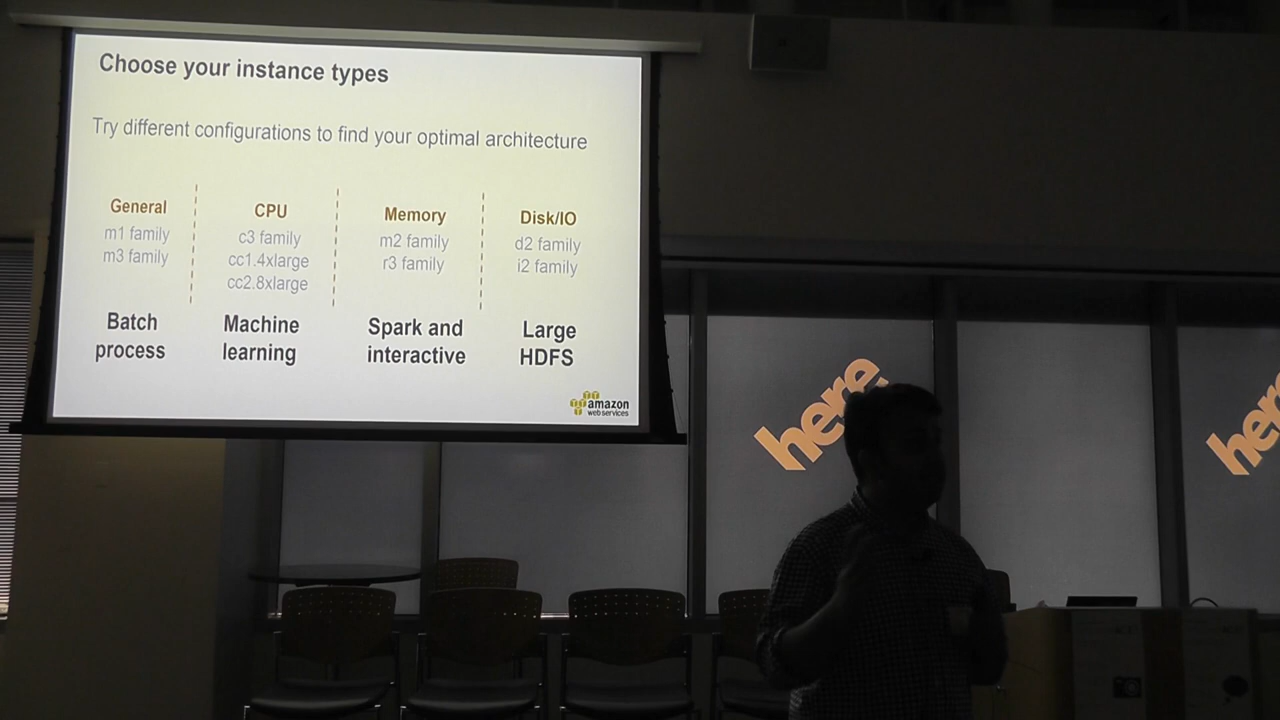 Choose your instance types
Try different configurations to find your optimal architecture
General
m1 family
m3 family
Batch
process
CPU
c3 family
cc1.4xlarge
cc2.8xlarge
Machine
learning
Memory
m2 family
r3 family
Spark and
interactive
Disk/IO
d2 family
i2 family
Large
HDFS
amazon
web services
here
here